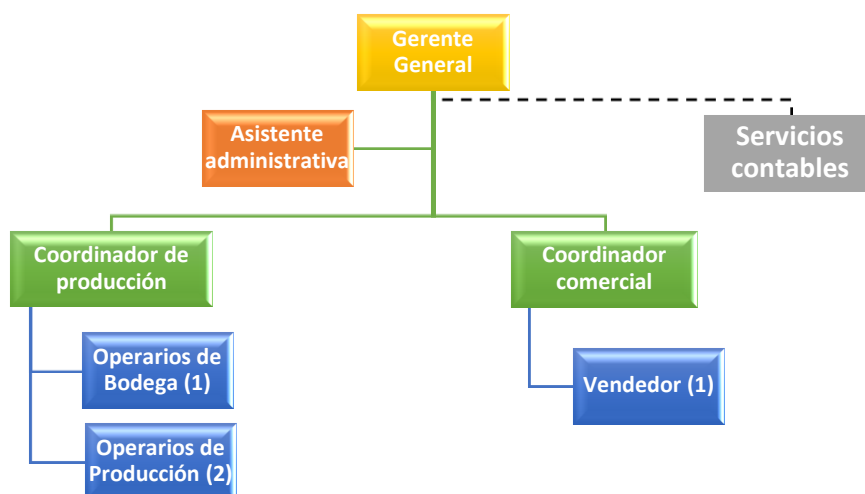 Gerente
General
Asistente
administrativa
Servicios
contables
Coordinador de
producción
Coordinador
comercial
Operarios de
Bodega (1)
Vendedor (1)
Operarios de
Producción (2)